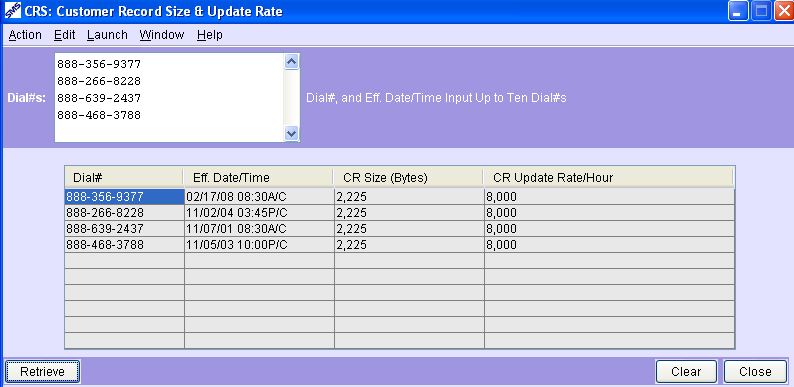 SMS CRS: Customer Record Size & Update Rate
Action Edit Launch Window Help
Dial#s:
888-356-9377
888-266-8228
888-639-2437
888-468-3788
Dial#, and Eff. Date/Time Input Up to Ten Dial#s
Dial# Eff. Date/Time CR Size (Bytes) CR Update Rate/Hour
888-356-9377 02/17/08 08:30A/C 2,225 8,000
888-266-8228 11/02/04 03:45P/C 2,225 8,000
888-639-2437 11/07/01 08:30A/C 2,225 8,000
888-468-3788 11/05/03 10:00P/C 2,225 8,000
Retrieve Clear Close